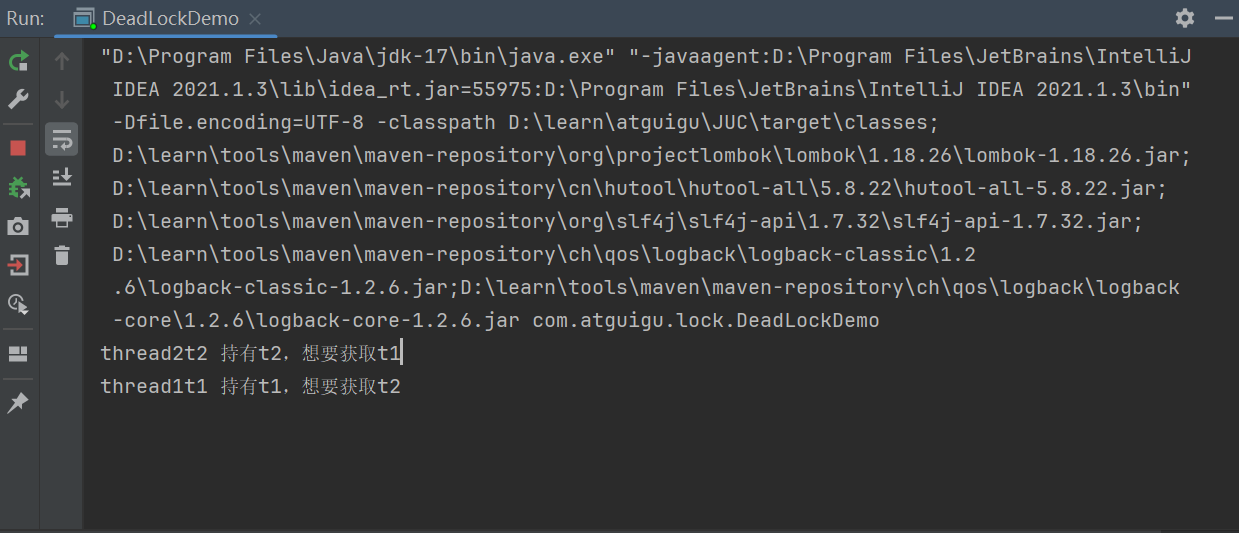 Run: DeadLockDemo
"D:\Program Files\Java\jdk-17\bin\java.exe" "-javaagent:D:\Program Files\JetBrains\IntelliJ
IDEA 2021.1.3\lib\idea_rt.jar=55975:D:\Program Files\JetBrains\IntelliJ IDEA 2021.1.3\bin"
-Dfile.encoding=UTF-8 -classpath D:\learn\atguigu\JUC\target\classes;
D:\learn\tools\maven\maven-repository\org\projectlombok\lombok\1.18.26\lombok-1.18.26.jar;
D:\learn\tools\maven\maven-repository\cn\hutool\hutool-all\5.8.22\hutool-all-5.8.22.jar;
D:\learn\tools\maven\maven-repository\org\slf4j\slf4j-api\1.7.32\slf4j-api-1.7.32.jar;
D:\learn\tools\maven\maven-repository\ch\qos\logback\logback-classic\1.2
.6\logback-classic-1.2.6.jar;D:\learn\tools\maven\maven-repository\ch\qos\logback\logback
-core\1.2.6\logback-core-1.2.6.jar com.atguigu.lock.DeadLockDemo
thread2t2 持有t2，想要获取t1
thread1t1 持有t1，想要获取t2